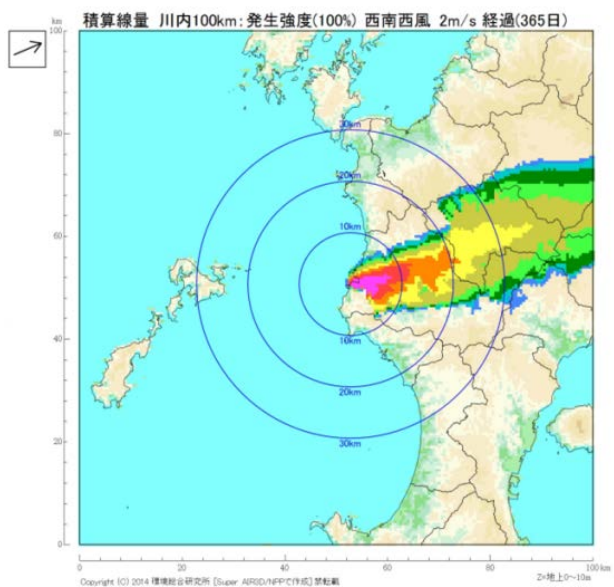 積算線量 川内100km:発生強度(100%) 西南西風 2m/s 経過(365日)
km
100
80
60
40
20
0
30km
20km
10km
10km
20km
30km
0
20
40
60
80
100 km
Z=地上0~10m
Copyright (C) 2014 環境総合研究所 [Super AIR3D/NPPで作成] 禁転載